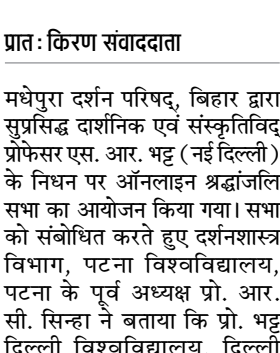 प्रात : किरण संवाददाता
मधेपुरा दर्शन परिषद्, बिहार द्वारा
सुप्रसिद्ध दार्शनिक एवं संस्कृतिविद्
प्रोफेसर एस. आर. भट्ट ( नई दिल्ली )
के निधन पर ऑनलाइन श्रद्धांजलि
सभा का आयोजन किया गया। सभा
को संबोधित करते हुए दर्शनशास्त्र
विभाग, पटना विश्वविद्यालय,
पटना के पूर्व अध्यक्ष प्रो. आर.
सी. सिन्हा ने बताया कि प्रो. भट्ट
दिल्ली विश्वविद्यालय, दिल्ली